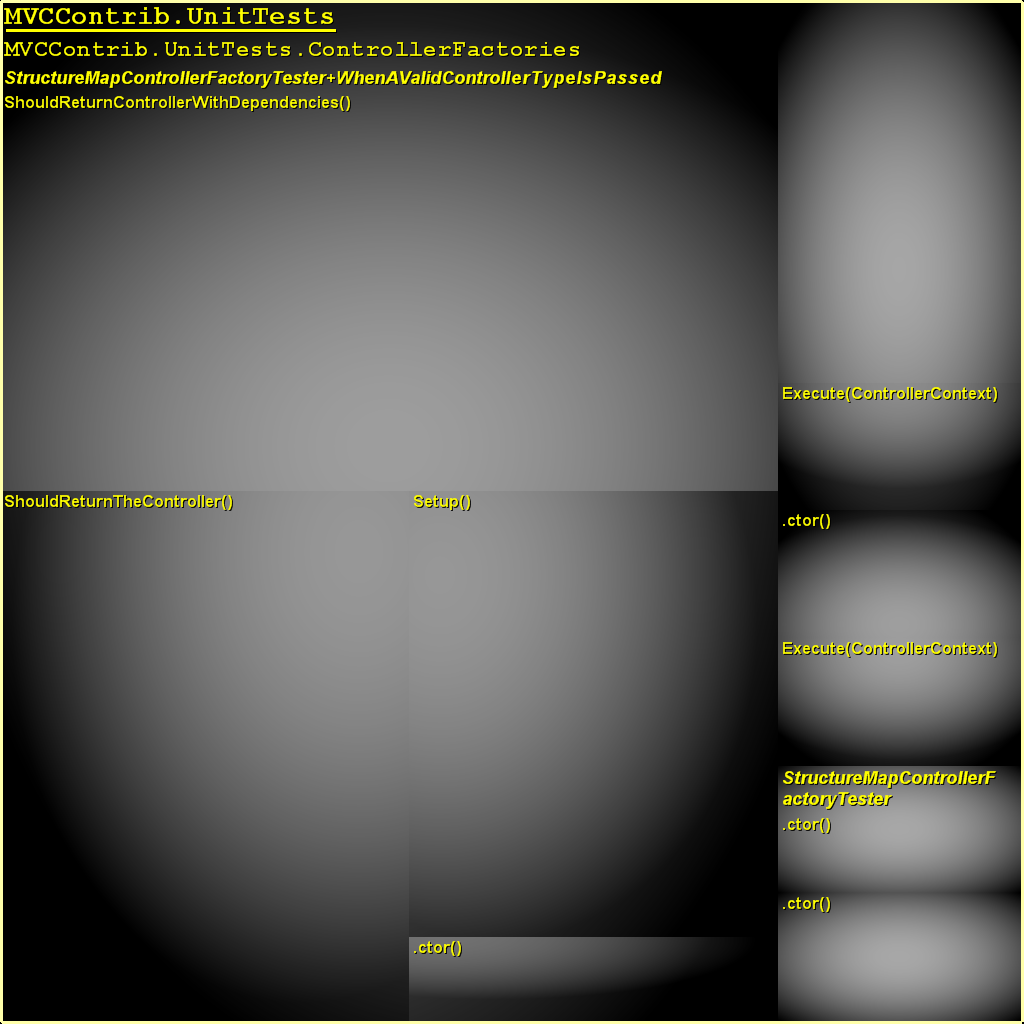 MVCContrib.UnitTests
MVCContrib.UnitTests.ControllerFactories
StructureMapControllerFactoryTester+WhenAValidControllerTypeIsPassed
ShouldReturnControllerWithDependencies()
ShouldReturnTheController()
Setup()
.ctor()
Execute(ControllerContext)
.ctor()
Execute(ControllerContext)
StructureMapControllerF
actoryTester
.ctor()
.ctor()